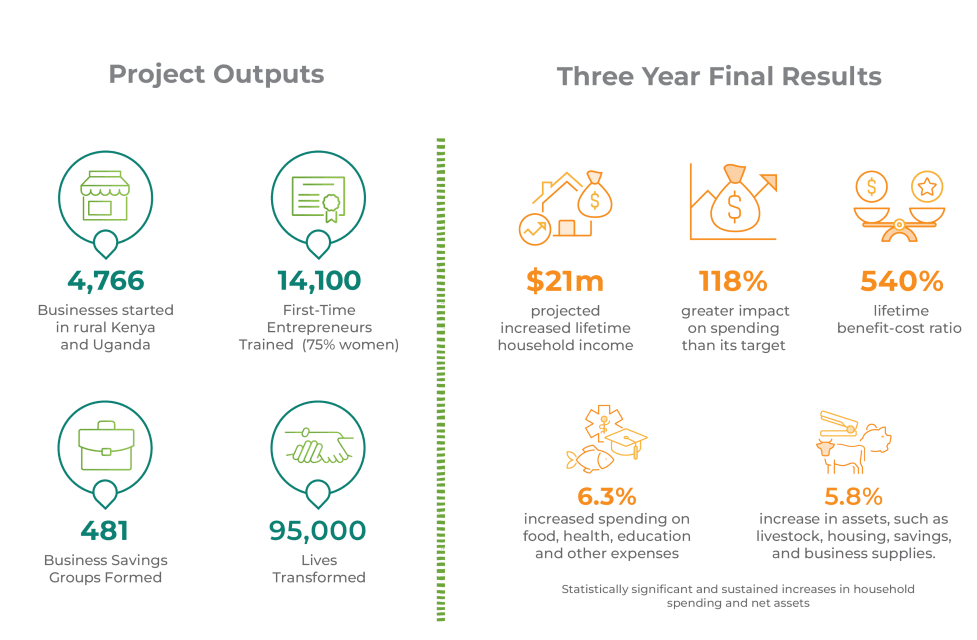 Project Outputs
4,766
Businesses started
in rural Kenya
and Uganda
14,100
First-Time
Entrepreneurs
Trained (75% women)
481
Business Savings
Groups Formed
95,000
Lives
Transformed
Three Year Final Results
$
$21m
projected
increased lifetime
household income
$
118%
greater impact
on spending
than its target
$
540%
lifetime
benefit-cost ratio
6.3%
increased spending on
food, health, education
and other expenses
5.8%
increase in assets, such as
livestock, housing, savings,
and business supplies.
Statistically significant and sustained increases in household
spending and net assets